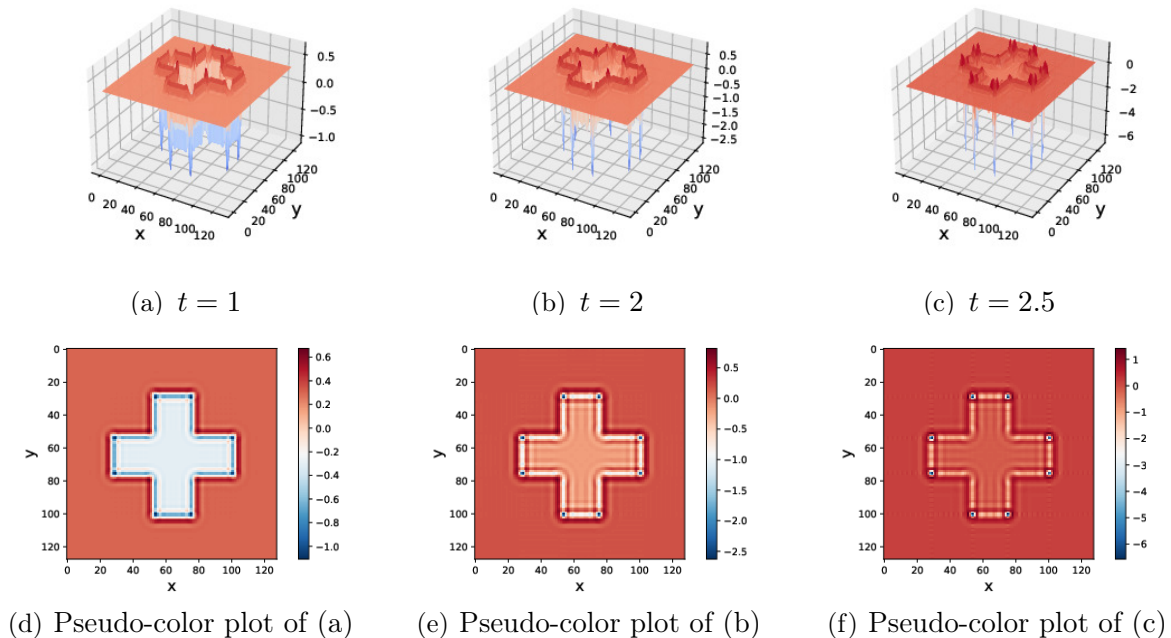 0.5
0.0
−0.5
−1.0
0 20 40 60 80 100 120
x
0 20 40 60 80 100 120
y
0.5
0.0
−0.5
−1.0
−1.5
−2.0
−2.5
0 20 40 60 80 100 120
x
0 20 40 60 80 100 120
y
0
−2
−4
−6
0 20 40 60 80 100 120
x
0 20 40 60 80 100 120
y
(a) t = 1
(b) t = 2
(c) t = 2.5
0
20
40
60
80
100
120
y
0 20 40 60 80 100 120
x
0.6
0.4
0.2
0.0
−0.2
−0.4
−0.6
−0.8
−1.0
0
20
40
60
80
100
120
y
0 20 40 60 80 100 120
x
0.5
0.0
−0.5
−1.0
−1.5
−2.0
−2.5
0
20
40
60
80
100
120
y
0 20 40 60 80 100 120
x
1
0
−1
−2
−3
−4
−5
−6
(d) Pseudo-color plot of (a)
(e) Pseudo-color plot of (b)
(f) Pseudo-color plot of (c)